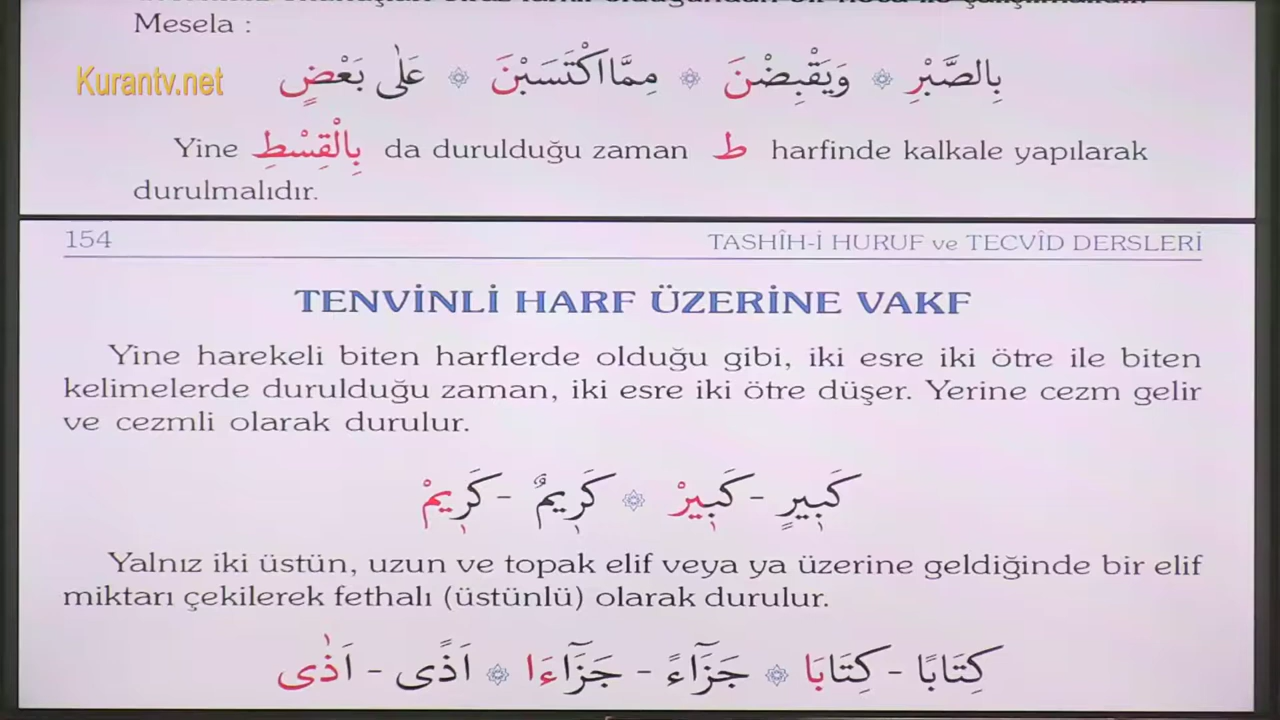 Mesela :
Kurantv.net
بِالصَّبْرِ ۞ وَيَقْبِضْنَ ۞ مِمَّا اكْتَسَبْنَ ۞ عَلٰى بَعْضٍ
Yine بِالْقِسْطِ da durulduğu zaman ط harfinde kalkale yapılarak
durulmalıdır.
154 TASHÎH-İ HURUF ve TECVÎD DERSLERİ
TENVİNLİ HARF ÜZERİNE VAKF
Yine harekeli biten harflerde olduğu gibi, iki esre iki ötre ile biten
kelimelerde durulduğu zaman, iki esre iki ötre düşer. Yerine cezm gelir
ve cezmli olarak durulur.
كَبٖيرٍ - كَبٖيرْ ۞ كَرٖيمٌ - كَرٖيمْ
Yalnız iki üstün, uzun ve topak elif veya ya üzerine geldiğinde bir elif
miktarı çekilerek fethalı (üstünlü) olarak durulur.
كِتَابًا - كِتَابَا ۞ جَزَٓاءً - جَزَٓاءَا ۞ اَذًى - اَذٰى